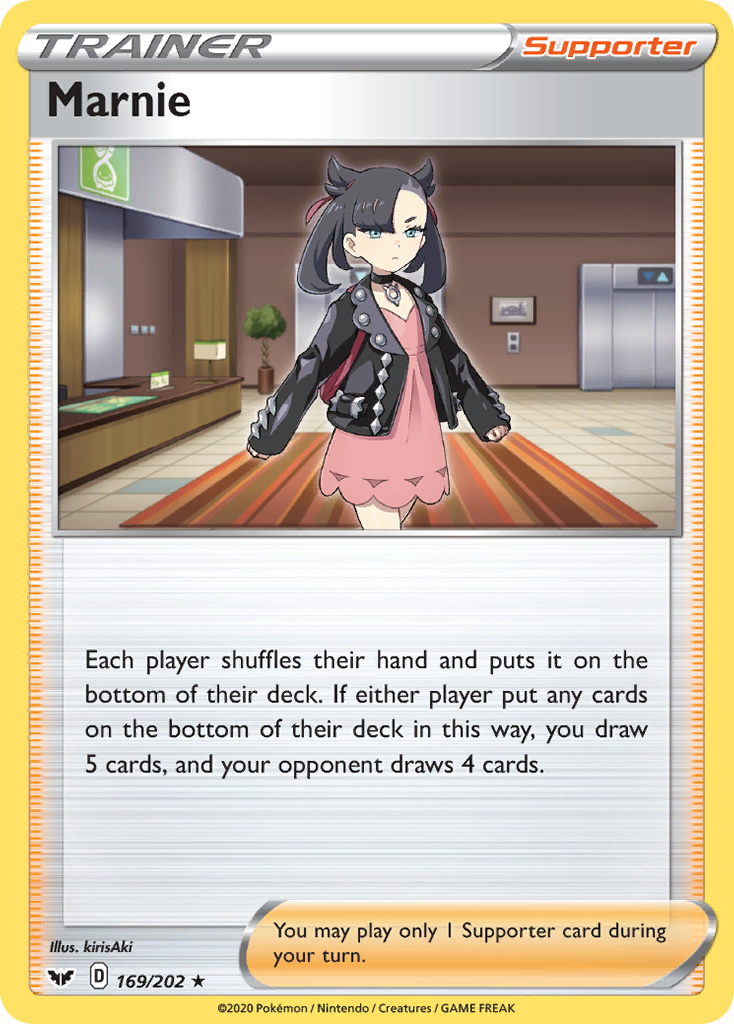 TRAINER
Supporter
Marnie
Each player shuffles their hand and puts it on the
bottom of their deck. If either player put any cards
on the bottom of their deck in this way, you draw
5 cards, and your opponent draws 4 cards.
You may play only 1 Supporter card during
your turn.
Illus. kirisAki
D 169/202 ★
©2020 Pokémon / Nintendo / Creatures / GAME FREAK